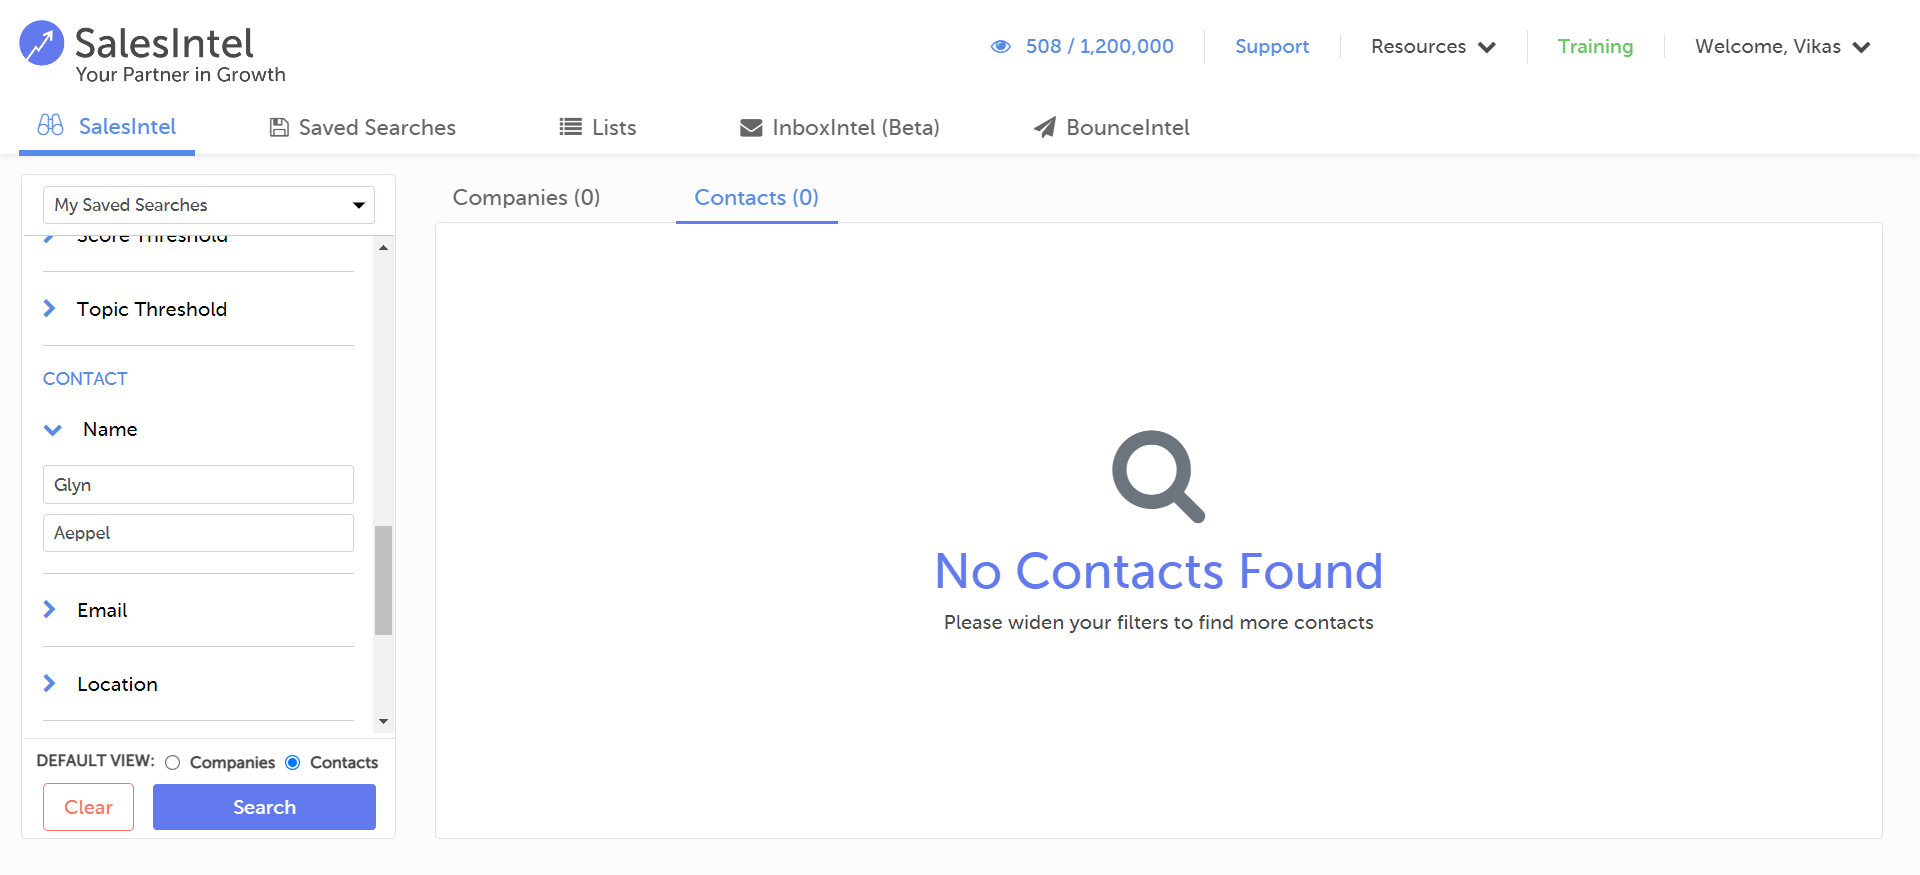 SalesIntel
Your Partner in Growth
508 / 1,200,000
Support
Resources
Training
Welcome, Vikas
SalesIntel
Saved Searches
Lists
InboxIntel (Beta)
BounceIntel
My Saved Searches
Score Threshold
Topic Threshold
CONTACT
Name
Glyn
Aeppel
Email
Location
DEFAULT VIEW:
Companies
Contacts
Clear
Search
Companies (0)
Contacts (0)
No Contacts Found
Please widen your filters to find more contacts